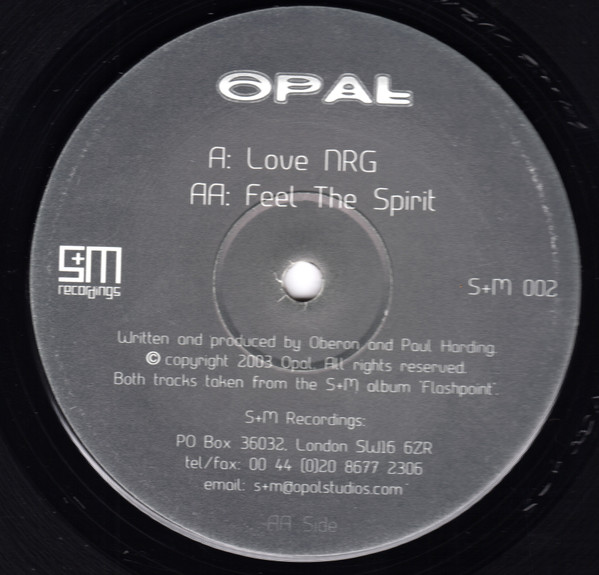 OPAL
A: Love NRG
AA: Feel The Spirit
S+M
recordings
S+M 002
Written and produced by Oberon and Paul Harding.
© copyright 2003 Opal. All rights reserved.
Both tracks taken from the S+M album 'Flashpoint'.
S+M Recordings:
PO Box 36032. London SW16 6ZR
tel/fax: 00 44 (0)20 8677 2306
email: s+m@opalstudios.com
AA Side